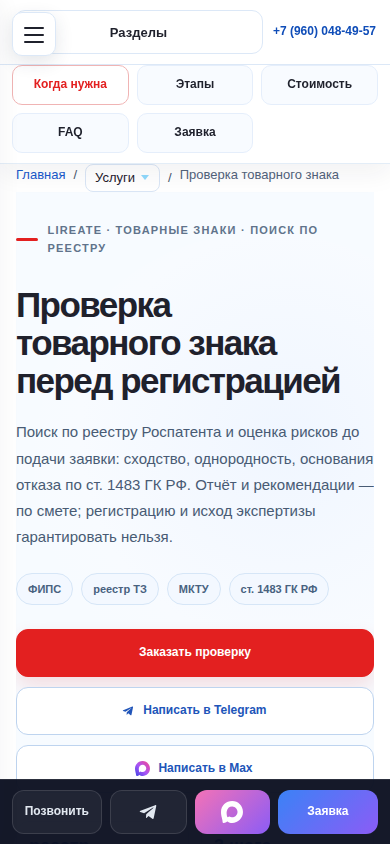 Разделы
+7 (960) 048-49-57
Когда нужна
Этапы
Стоимость
FAQ
Заявка
Главная / Услуги / Проверка товарного знака
LIREATE · ТОВАРНЫЕ ЗНАКИ · ПОИСК ПО
РЕЕСТРУ
Проверка
товарного знака
перед регистрацией
Поиск по реестру Роспатента и оценка рисков до
подачи заявки: сходство, однородность, основания
отказа по ст. 1483 ГК РФ. Отчёт и рекомендации —
по смете; регистрацию и исход экспертизы
гарантировать нельзя.
ФИПС
реестр ТЗ
МКТУ
ст. 1483 ГК РФ
Заказать проверку
Написать в Telegram
Написать в Max
Позвонить
Заявка